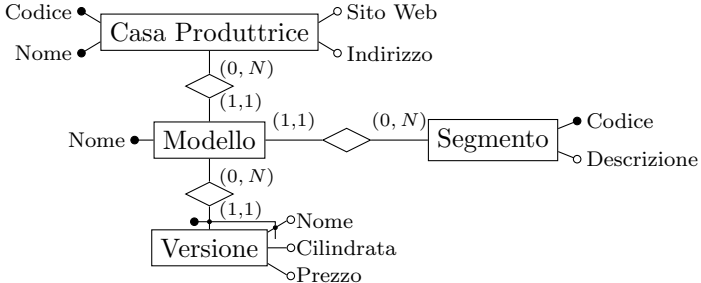 Codice
Sito Web
Casa Produttrice
Nome
Indirizzo
(0, N)
(1,1)
Nome
Modello
(1,1)
(0, N)
Segmento
Codice
Descrizione
(0, N)
(1,1)
Nome
Versione
Cilindrata
Prezzo